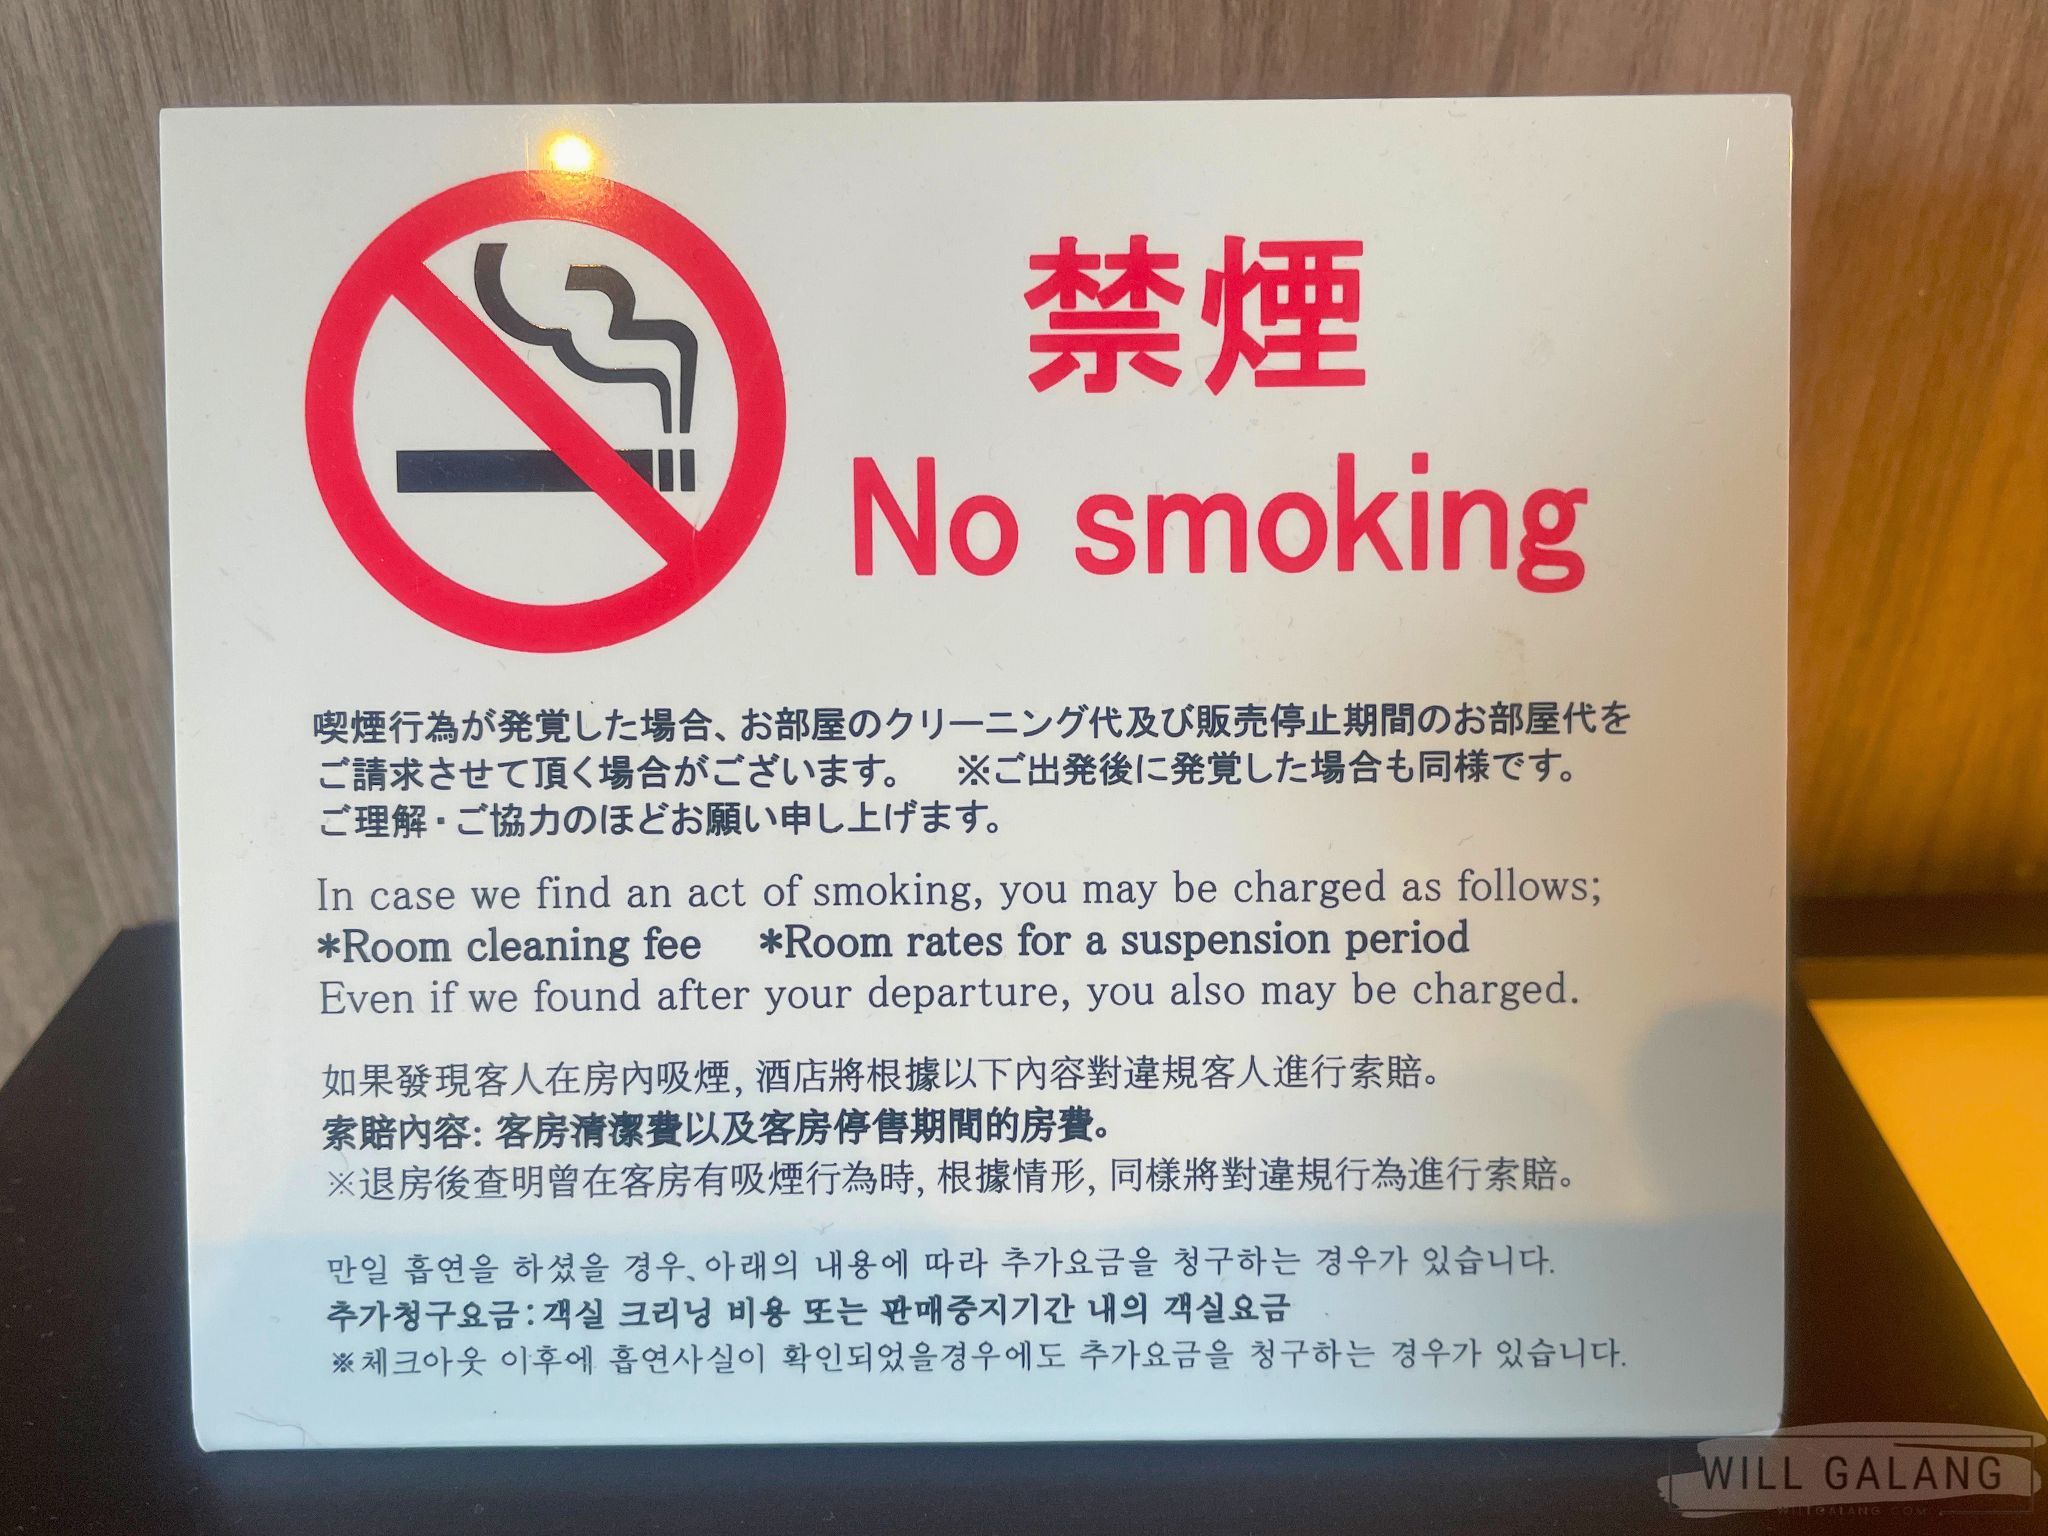 禁煙
No smoking
喫煙行為が発覚した場合、お部屋のクリーニング代及び販売停止期間のお部屋代を
ご請求させて頂く場合がございます。　※ご出発後に発覚した場合も同様です。
ご理解・ご協力のほどお願い申し上げます。
In case we find an act of smoking, you may be charged as follows;
*Room cleaning fee *Room rates for a suspension period
Even if we found after your departure, you also may be charged.
如果發現客人在房內吸煙, 酒店將根據以下內容對違規客人進行索賠。
索賠內容: 客房清潔費以及客房停售期間的房費。
※退房後查明曾在客房有吸煙行為時, 根據情形, 同樣將對違規行為進行索賠。
만일 흡연을 하셨을 경우、아래의 내용에 따라 추가요금을 청구하는 경우가 있습니다.
추가청구요금: 객실 크리닝 비용 또는 판매중지기간 내의 객실요금
※체크아웃 이후에 흡연사실이 확인되었을경우에도 추가요금을 청구하는 경우가 있습니다.
WILL GALANG
WILLGALANG.COM